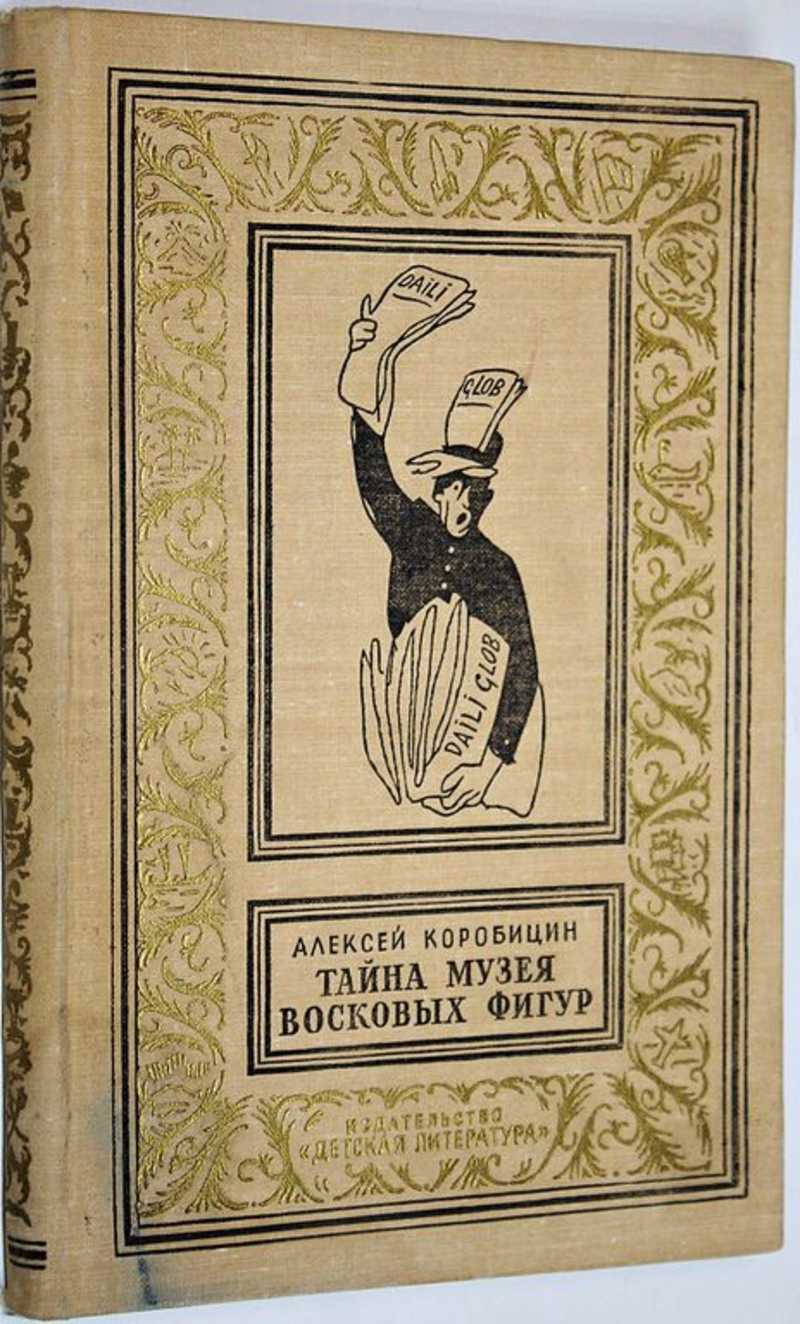 DAILI
GLOB
DAILI GLOB
АЛЕКСЕЙ КОРОБИЦИН
ТАЙНА МУЗЕЯ
ВОСКОВЫХ ФИГУР
ИЗДАТЕЛЬСТВО
«ДЕТСКАЯ ЛИТЕРАТУРА»